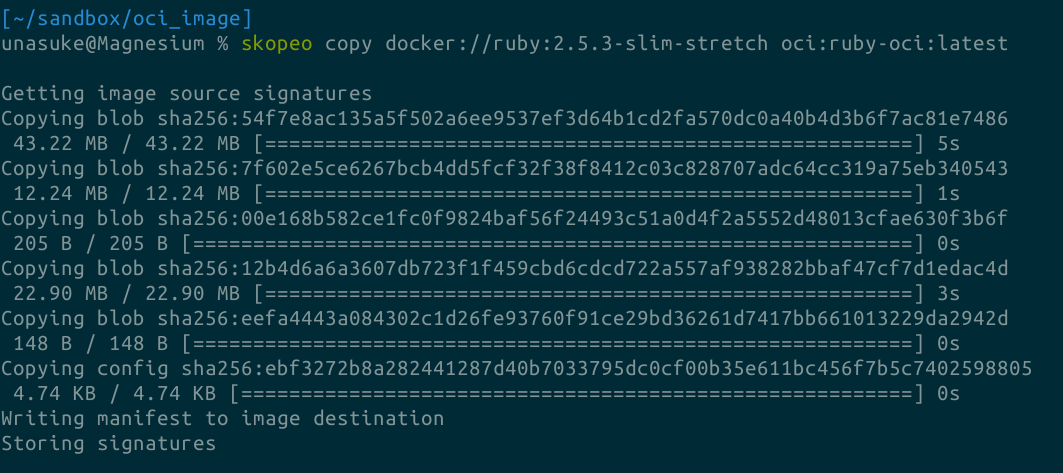 [~/sandbox/oci_image]
unasuke@Magnesium % skopeo copy docker://ruby:2.5.3-slim-stretch oci:ruby-oci:latest
Getting image source signatures
Copying blob sha256:54f7e8ac135a5f502a6ee9537ef3d64b1cd2fa570dc0a40b4d3b6f7ac81e7486
43.22 MB / 43.22 MB [======================================================] 5s
Copying blob sha256:7f602e5ce6267bcb4dd5fcf32f38f8412c03c828707adc64cc319a75eb340543
12.24 MB / 12.24 MB [======================================================] 1s
Copying blob sha256:00e168b582ce1fc0f9824baf56f24493c51a0d4f2a5552d48013cfae630f3b6f
205 B / 205 B [============================================================] 0s
Copying blob sha256:12b4d6a6a3607db723f1f459cbd6cdcd722a557af938282bbaf47cf7d1edac4d
22.90 MB / 22.90 MB [======================================================] 3s
Copying blob sha256:eefa4443a084302c1d26fe93760f91ce29bd36261d7417bb661013229da2942d
148 B / 148 B [============================================================] 0s
Copying config sha256:ebf3272b8a282441287d40b7033795dc0cf00b35e611bc456f7b5c7402598805
4.74 KB / 4.74 KB [========================================================] 0s
Writing manifest to image destination
Storing signatures